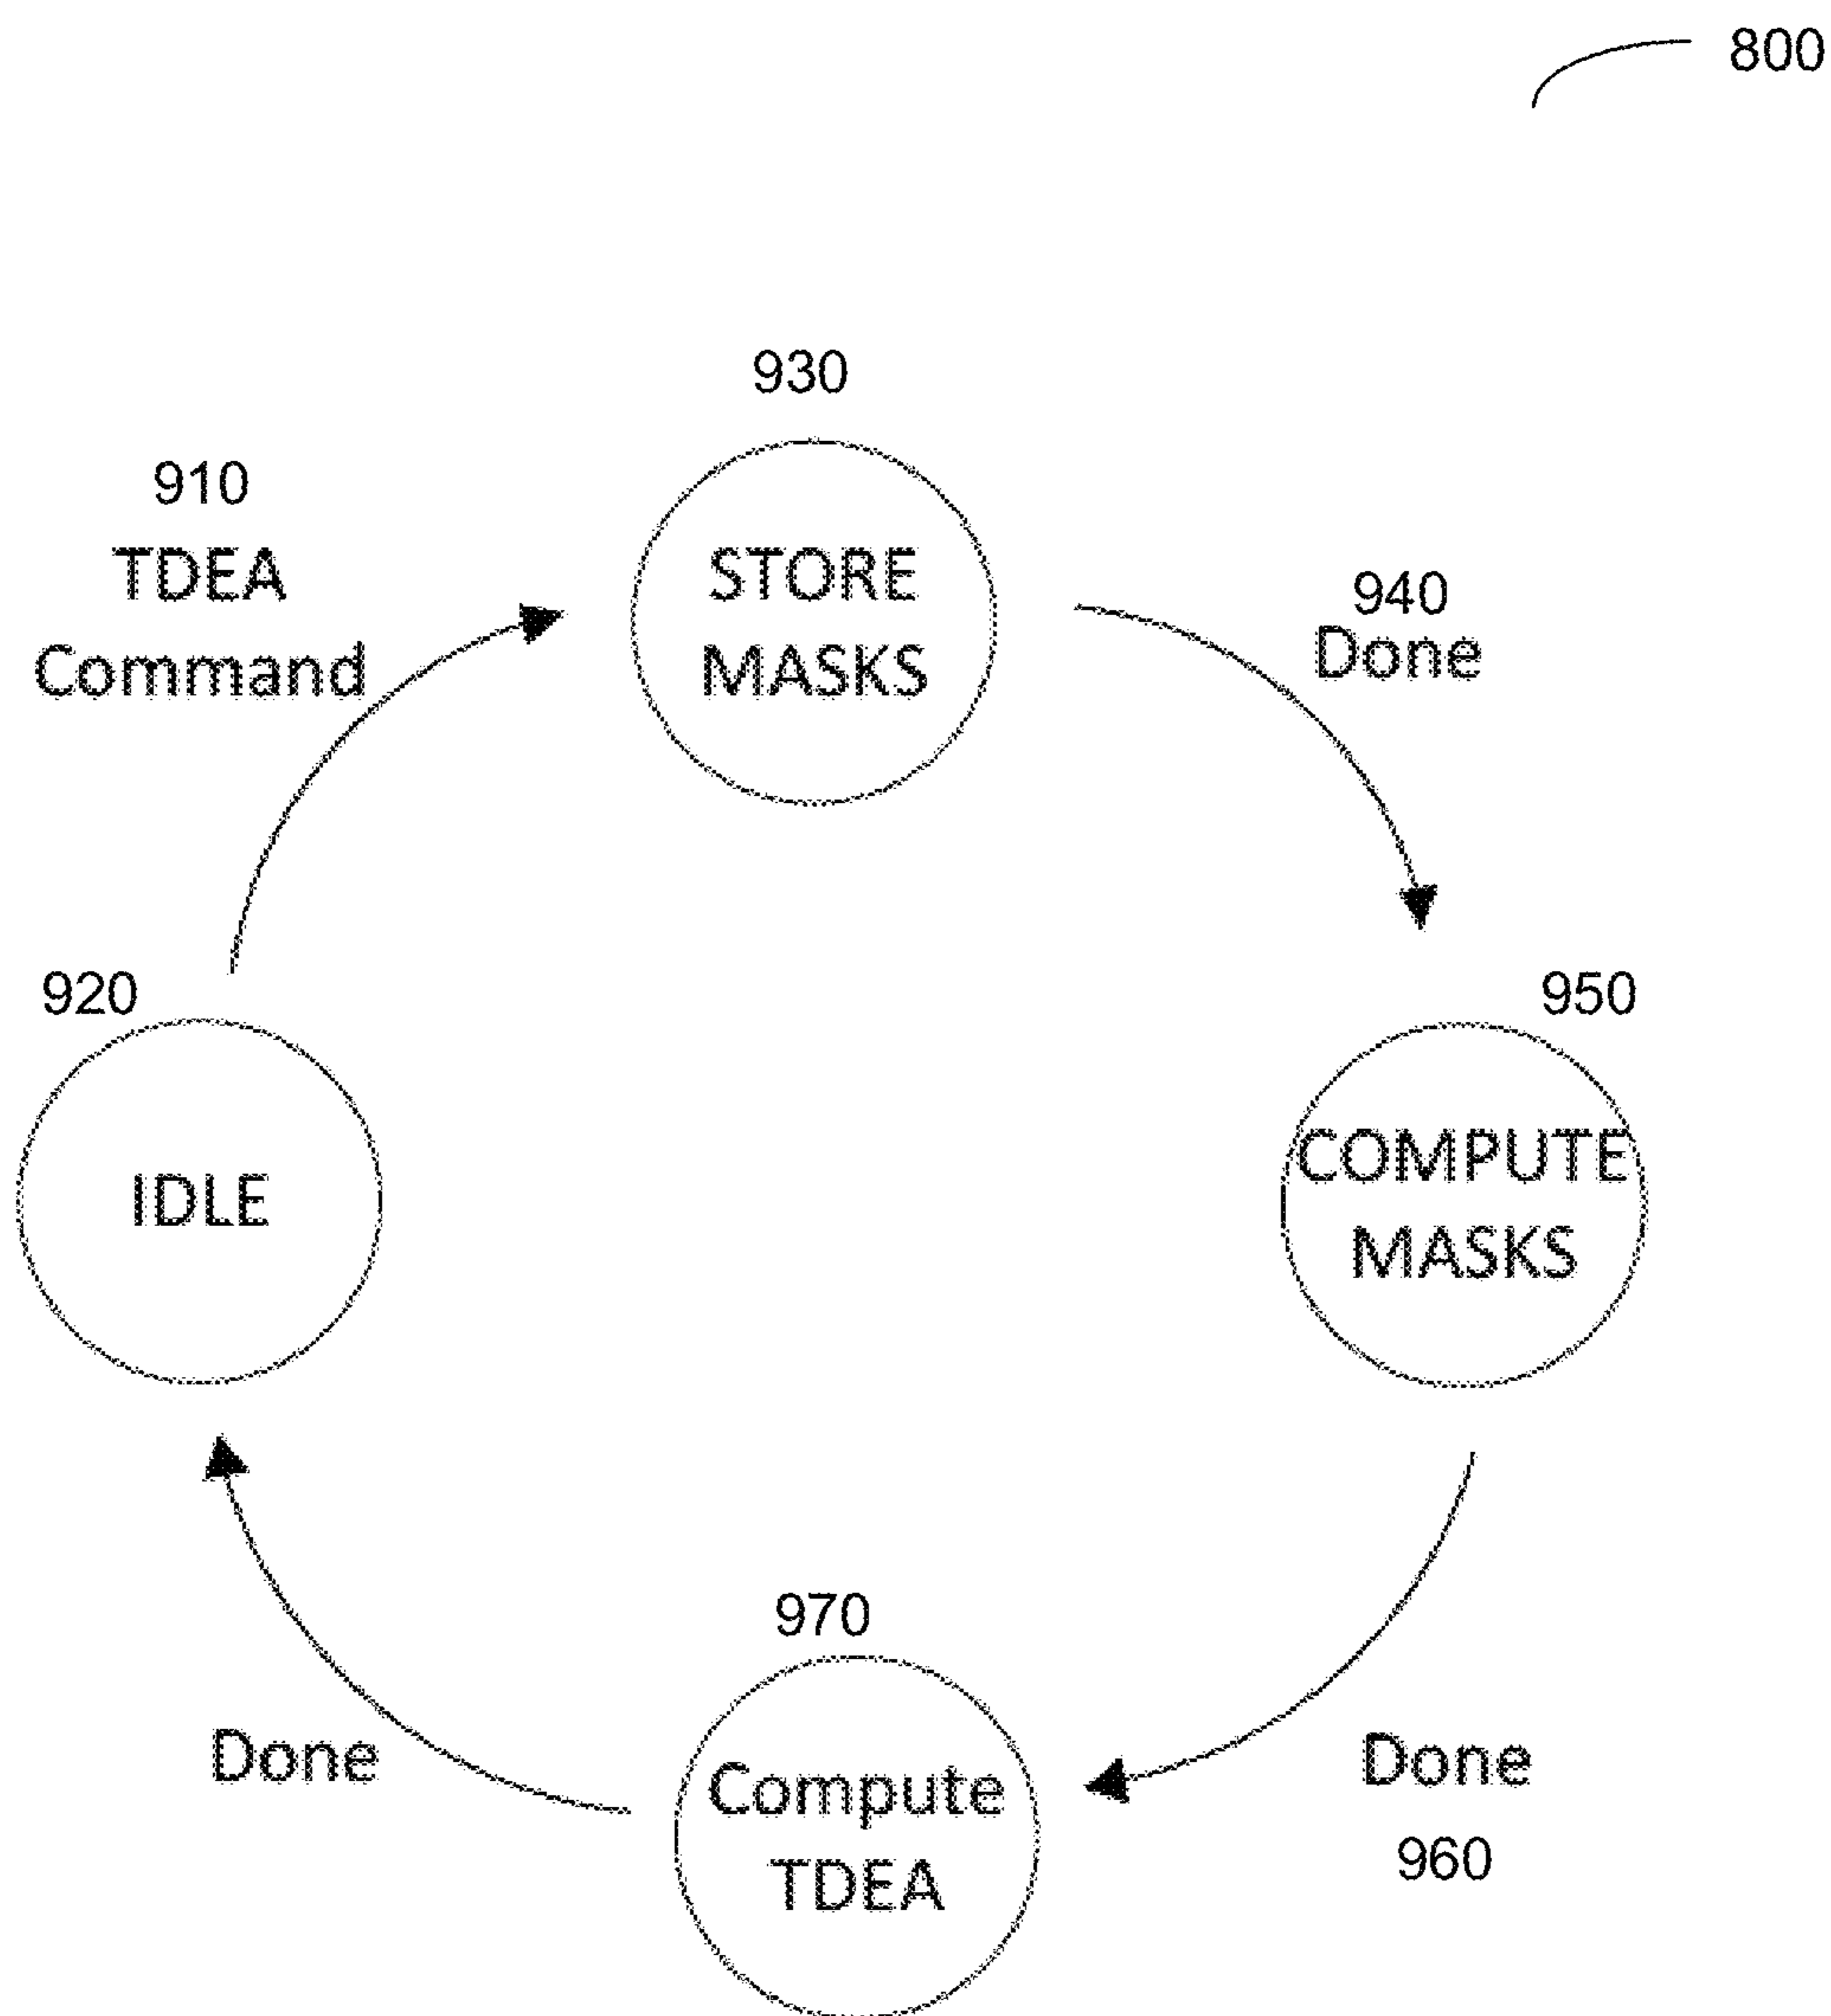 800
930
910
TDEA
Command
STORE
MASKS
940
Done
920
950
IDLE
COMPUTE
MASKS
970
Done
Compute
TDEA
Done
960